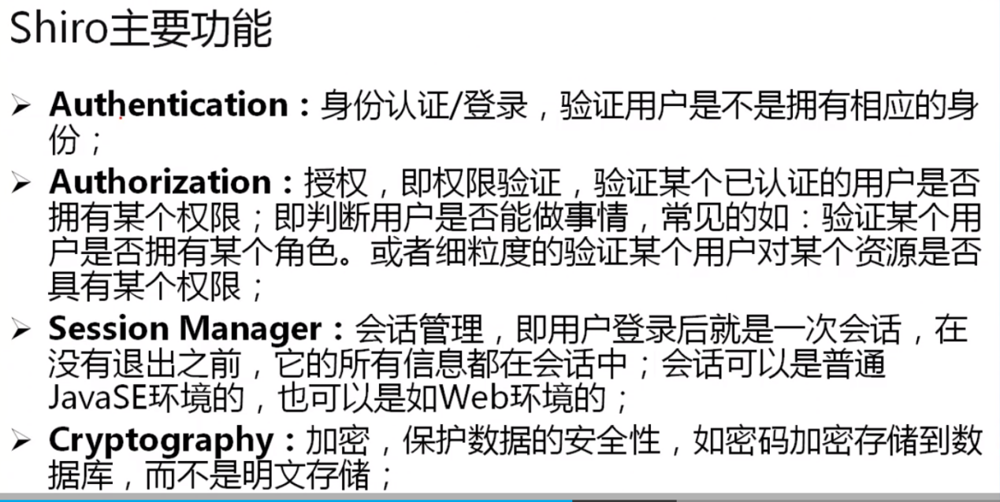 Shiro主要功能
➢ Authentication：身份认证/登录，验证用户是不是拥有相应的身
份；
➢ Authorization：授权，即权限验证，验证某个已认证的用户是否
拥有某个权限；即判断用户是否能做事情，常见的如：验证某个用
户是否拥有某个角色。或者细粒度的验证某个用户对某个资源是否
具有某个权限；
➢ Session Manager：会话管理，即用户登录后就是一次会话，在
没有退出之前，它的所有信息都在会话中；会话可以是普通
JavaSE环境的，也可以是如Web环境的；
➢ Cryptography：加密，保护数据的安全性，如密码加密存储到数
据库，而不是明文存储；